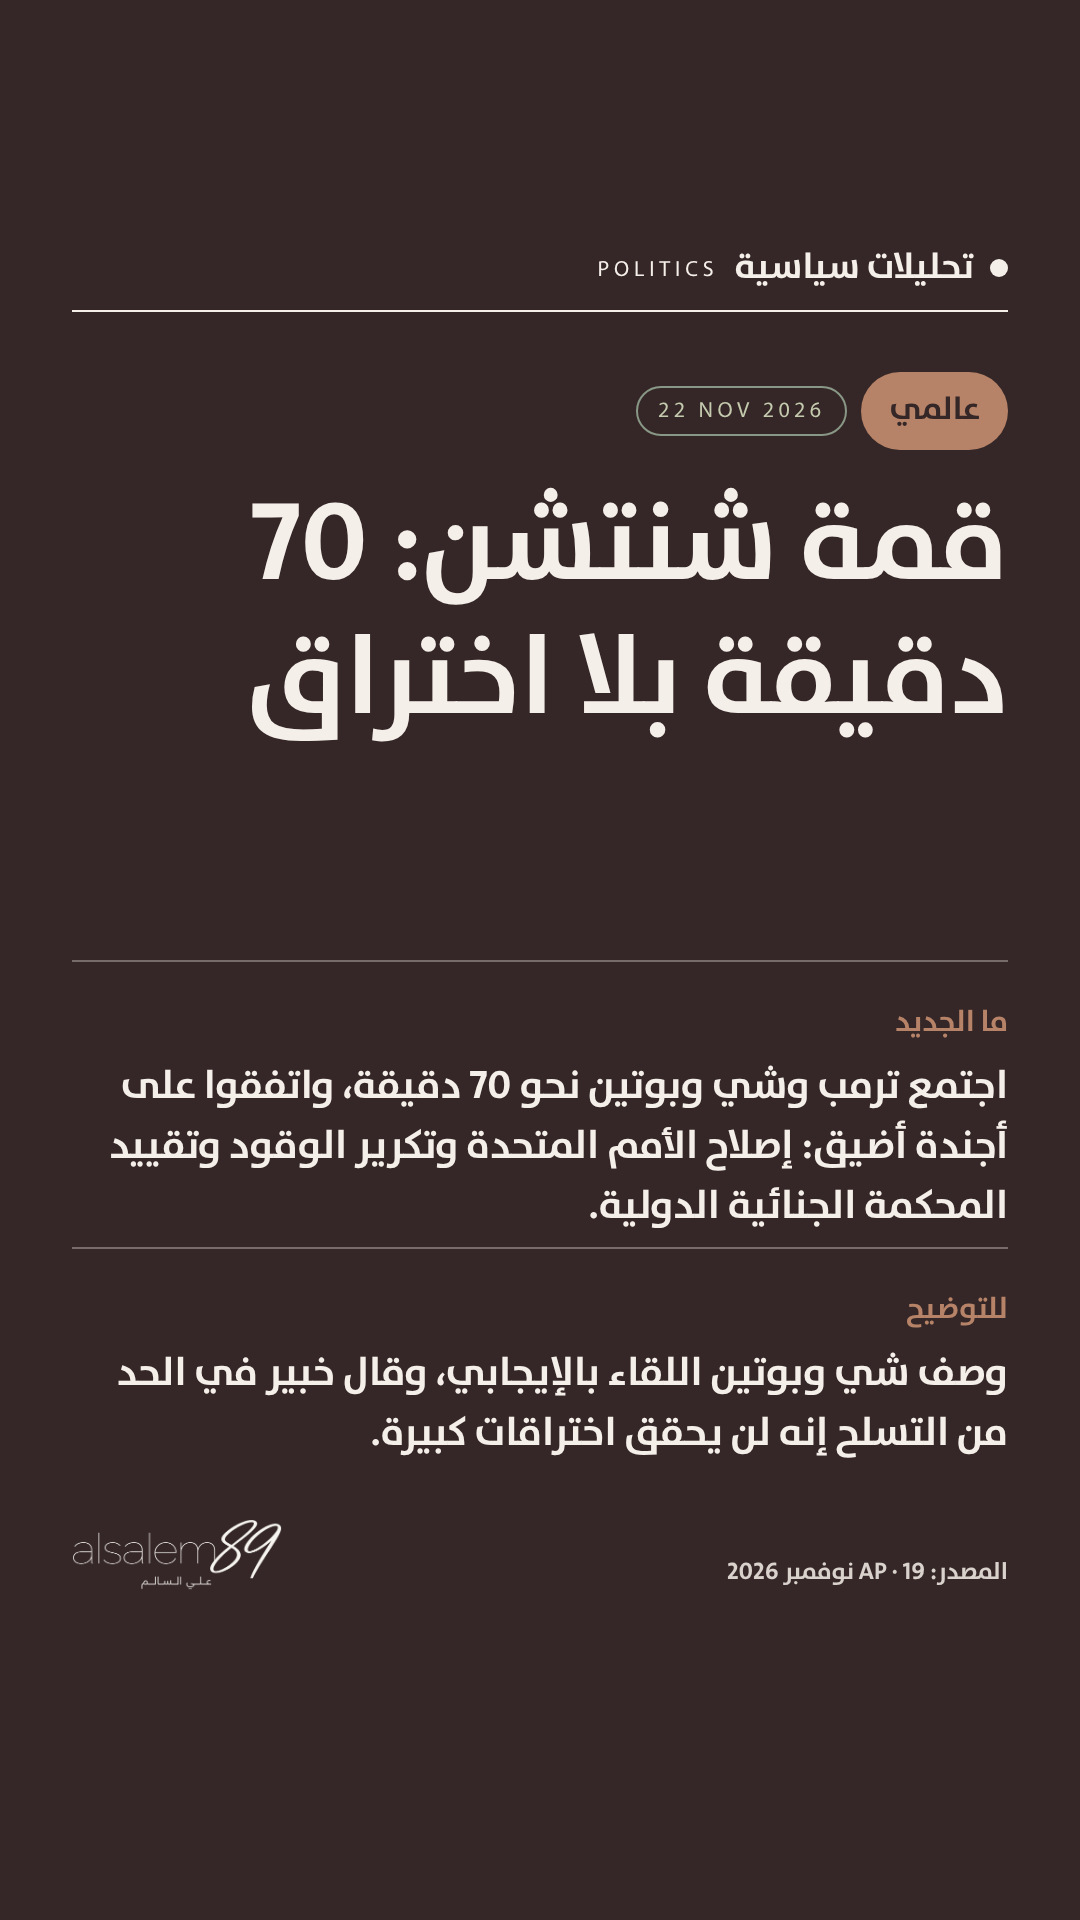 تحليلات سياسية POLITICS
عالمي 22 NOV 2026
قمة شنتشن: 70
دقيقة بلا اختراق
ما الجديد
اجتمع ترمب وشي وبوتين نحو 70 دقيقة، واتفقوا على
أجندة أضيق: إصلاح الأمم المتحدة وتكرير الوقود وتقييد
المحكمة الجنائية الدولية.
للتوضيح
وصف شي وبوتين اللقاء بالإيجابي، وقال خبير في الحد
من التسلح إنه لن يحقق اختراقات كبيرة.
المصدر: AP · 19 نوفمبر 2026
alsalem89
علي السالم